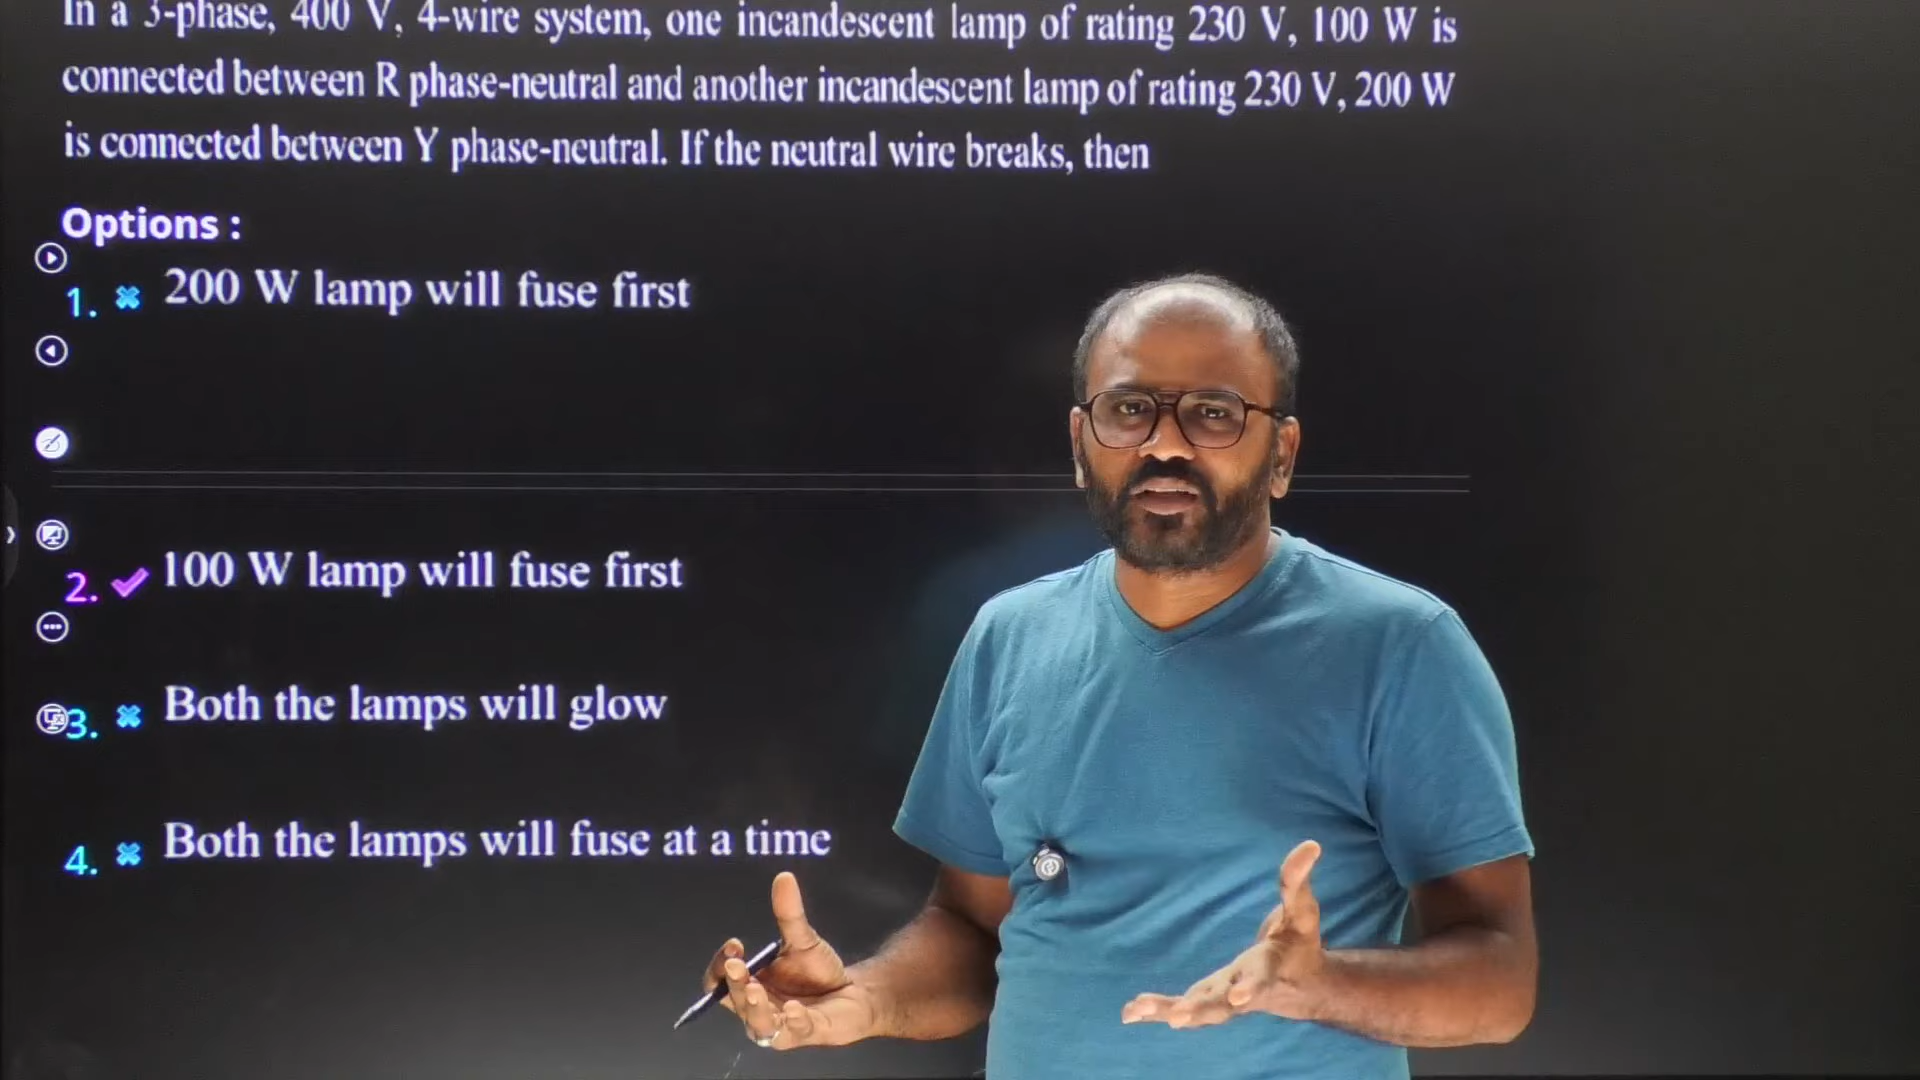 In a 3-phase, 400 V, 4-wire system, one incandescent lamp of rating 230 V, 100 W is
connected between R phase-neutral and another incandescent lamp of rating 230 V, 200 W
is connected between Y phase-neutral. If the neutral wire breaks, then
Options :
1. 200 W lamp will fuse first
2. 100 W lamp will fuse first
3. Both the lamps will glow
4. Both the lamps will fuse at a time